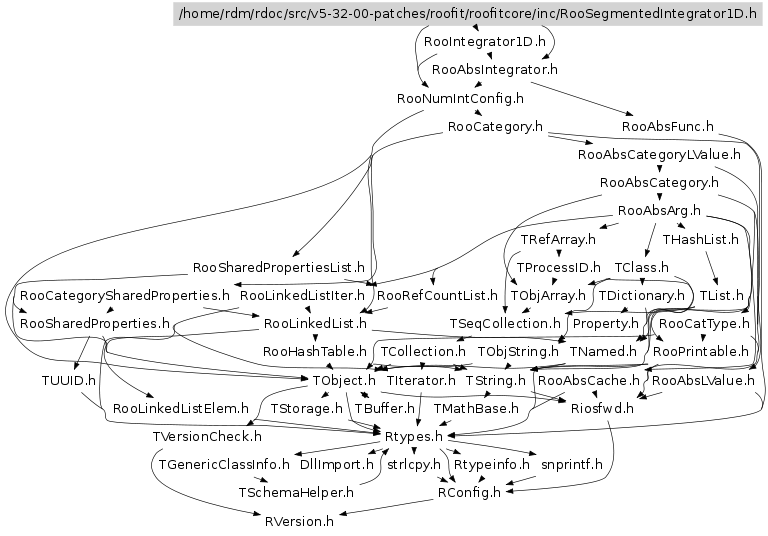 /home/rdm/rdoc/src/v5-32-00-patches/roofit/roofitcore/inc/RooSegmentedIntegrator1D.h
RooIntegrator1D.h
RooAbsIntegrator.h
RooNumIntConfig.h
RooCategory.h RooAbsFunc.h
RooAbsCategoryLValue.h
RooAbsCategory.h
RooAbsArg.h
TRefArray.h THashList.h
RooSharedPropertiesList.h TProcessID.h TClass.h
RooCategorySharedProperties.h RooLinkedListIter.h RooRefCountList.h TObjArray.h TDictionary.h TList.h
RooSharedProperties.h RooLinkedList.h TSeqCollection.h Property.h RooCatType.h
RooHashTable.h TCollection.h TObjString.h TNamed.h RooPrintable.h
TUUID.h TObject.h TIterator.h TString.h RooAbsCache.h RooAbsLValue.h
RooLinkedListElem.h TStorage.h TBuffer.h TMathBase.h Riosfwd.h
TVersionCheck.h Rtypes.h
TGenericClassInfo.h DllImport.h strlcpy.h Rtypeinfo.h snprintf.h
TSchemaHelper.h RConfig.h
RVersion.h